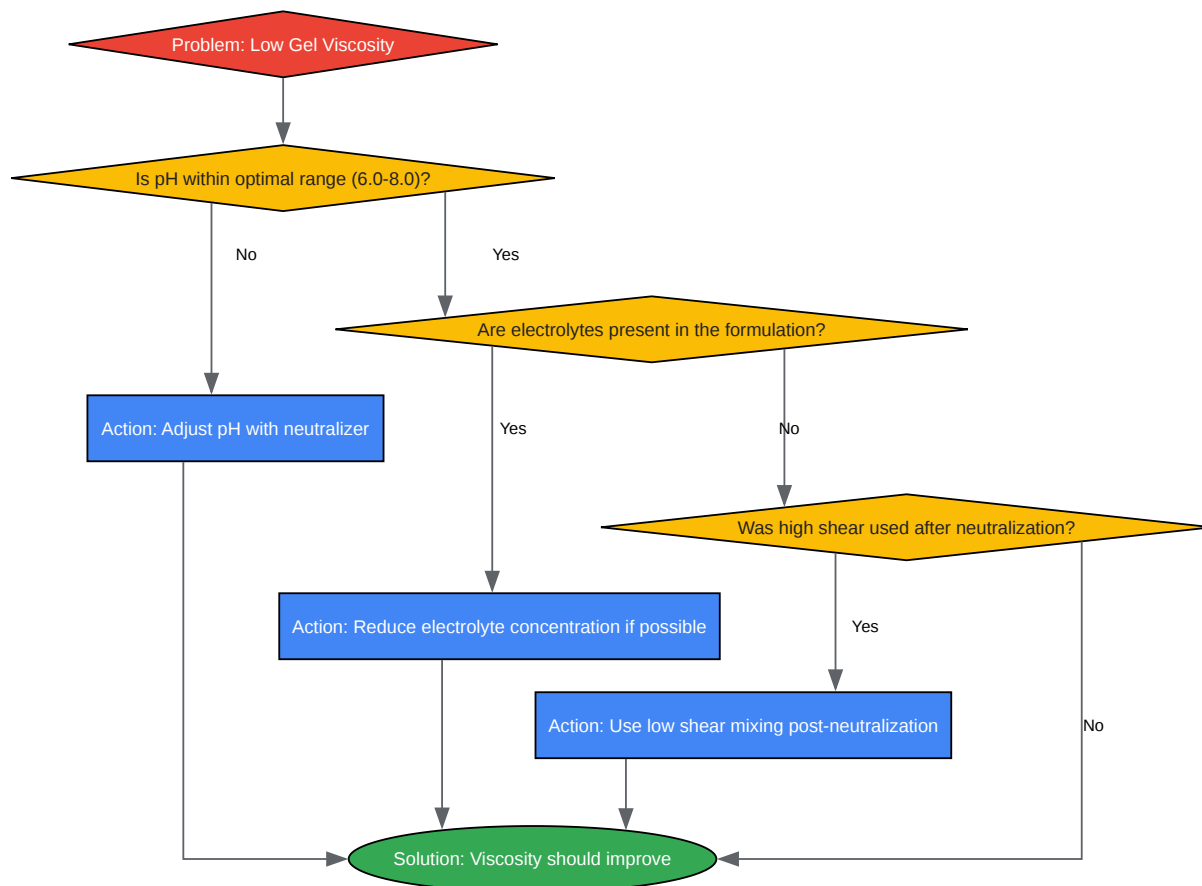 Problem: Low Gel Viscosity
Is pH within optimal range (6.0-8.0)?
No
Yes
Are electrolytes present in the formulation?
Action: Adjust pH with neutralizer
Yes
No
Was high shear used after neutralization?
Action: Reduce electrolyte concentration if possible
Yes
Action: Use low shear mixing post-neutralization
No
Solution: Viscosity should improve